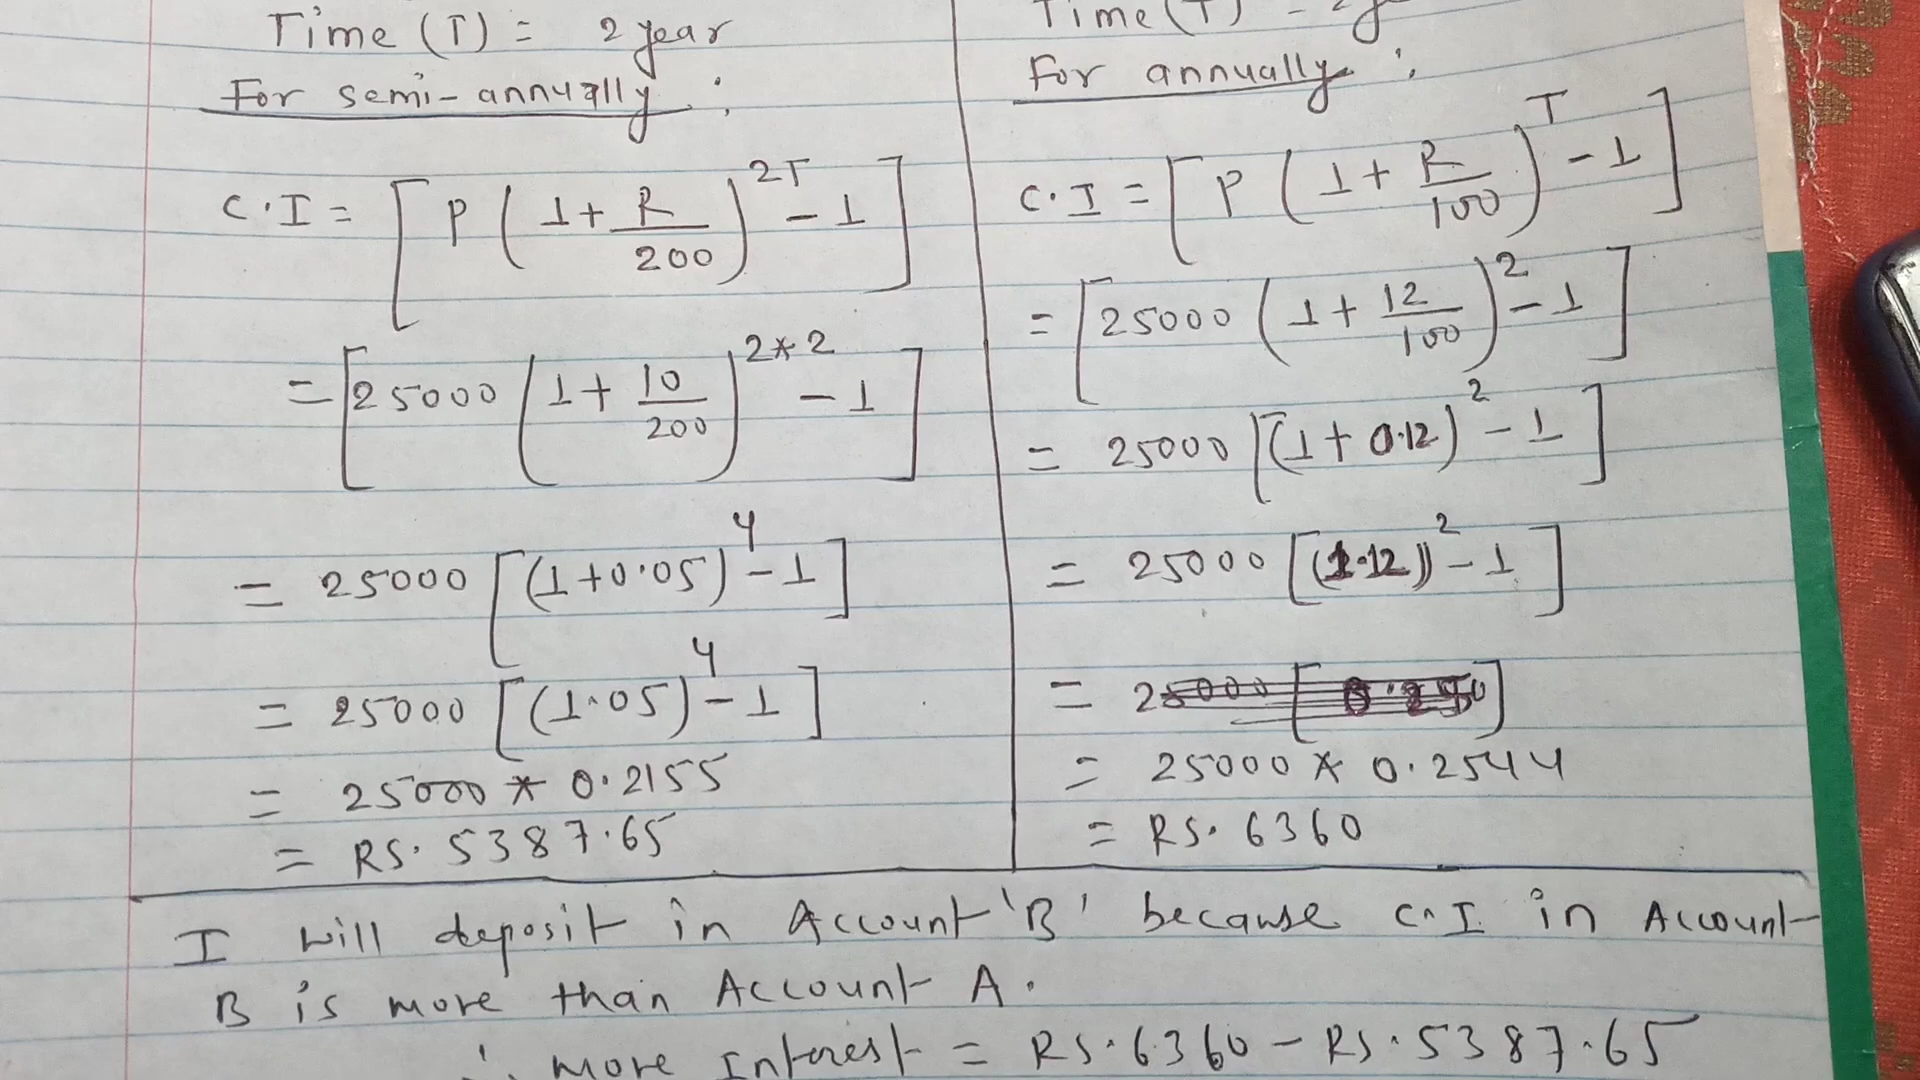 Time (T) = 2 year
For semi-annually :
C.I = [ P ( 1 + R/200 )^2T - 1 ]
= [ 25000 ( 1 + 10/200 )^2*2 - 1 ]
= 25000 [ (1+0.05)^4 - 1 ]
= 25000 [ (1.05)^4 - 1 ]
= 25000 * 0.2155
= RS. 5387.65
Time (T) -
For annually :
C.I = [ P ( 1 + R/100 )^T - 1 ]
= [ 25000 ( 1 + 12/100 )^2 - 1 ]
= 25000 [ (1 + 0.12)^2 - 1 ]
= 25000 [ (1.12))^2 - 1 ]
= 25000
= 25000 * 0.2544
= RS. 6360
I will deposit in Account 'B' because C.I. in Account
B is more than Account A.
∴ more Interest = RS. 6360 - RS. 5387.65